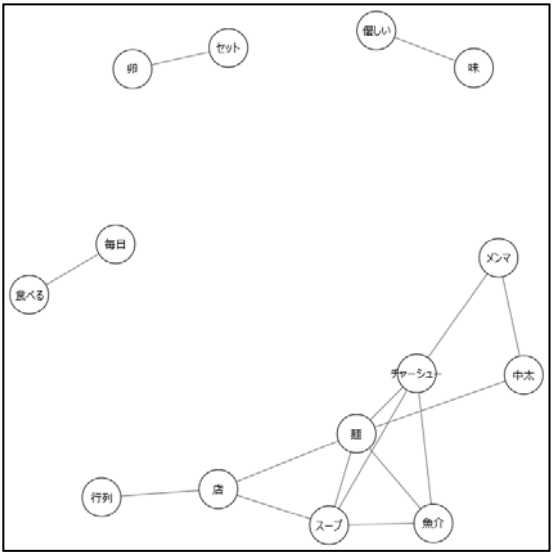 優しい
セット
卵
味
毎日
メンマ
食べる
チャーシュー
中太
麺
店
行列
スープ
魚介